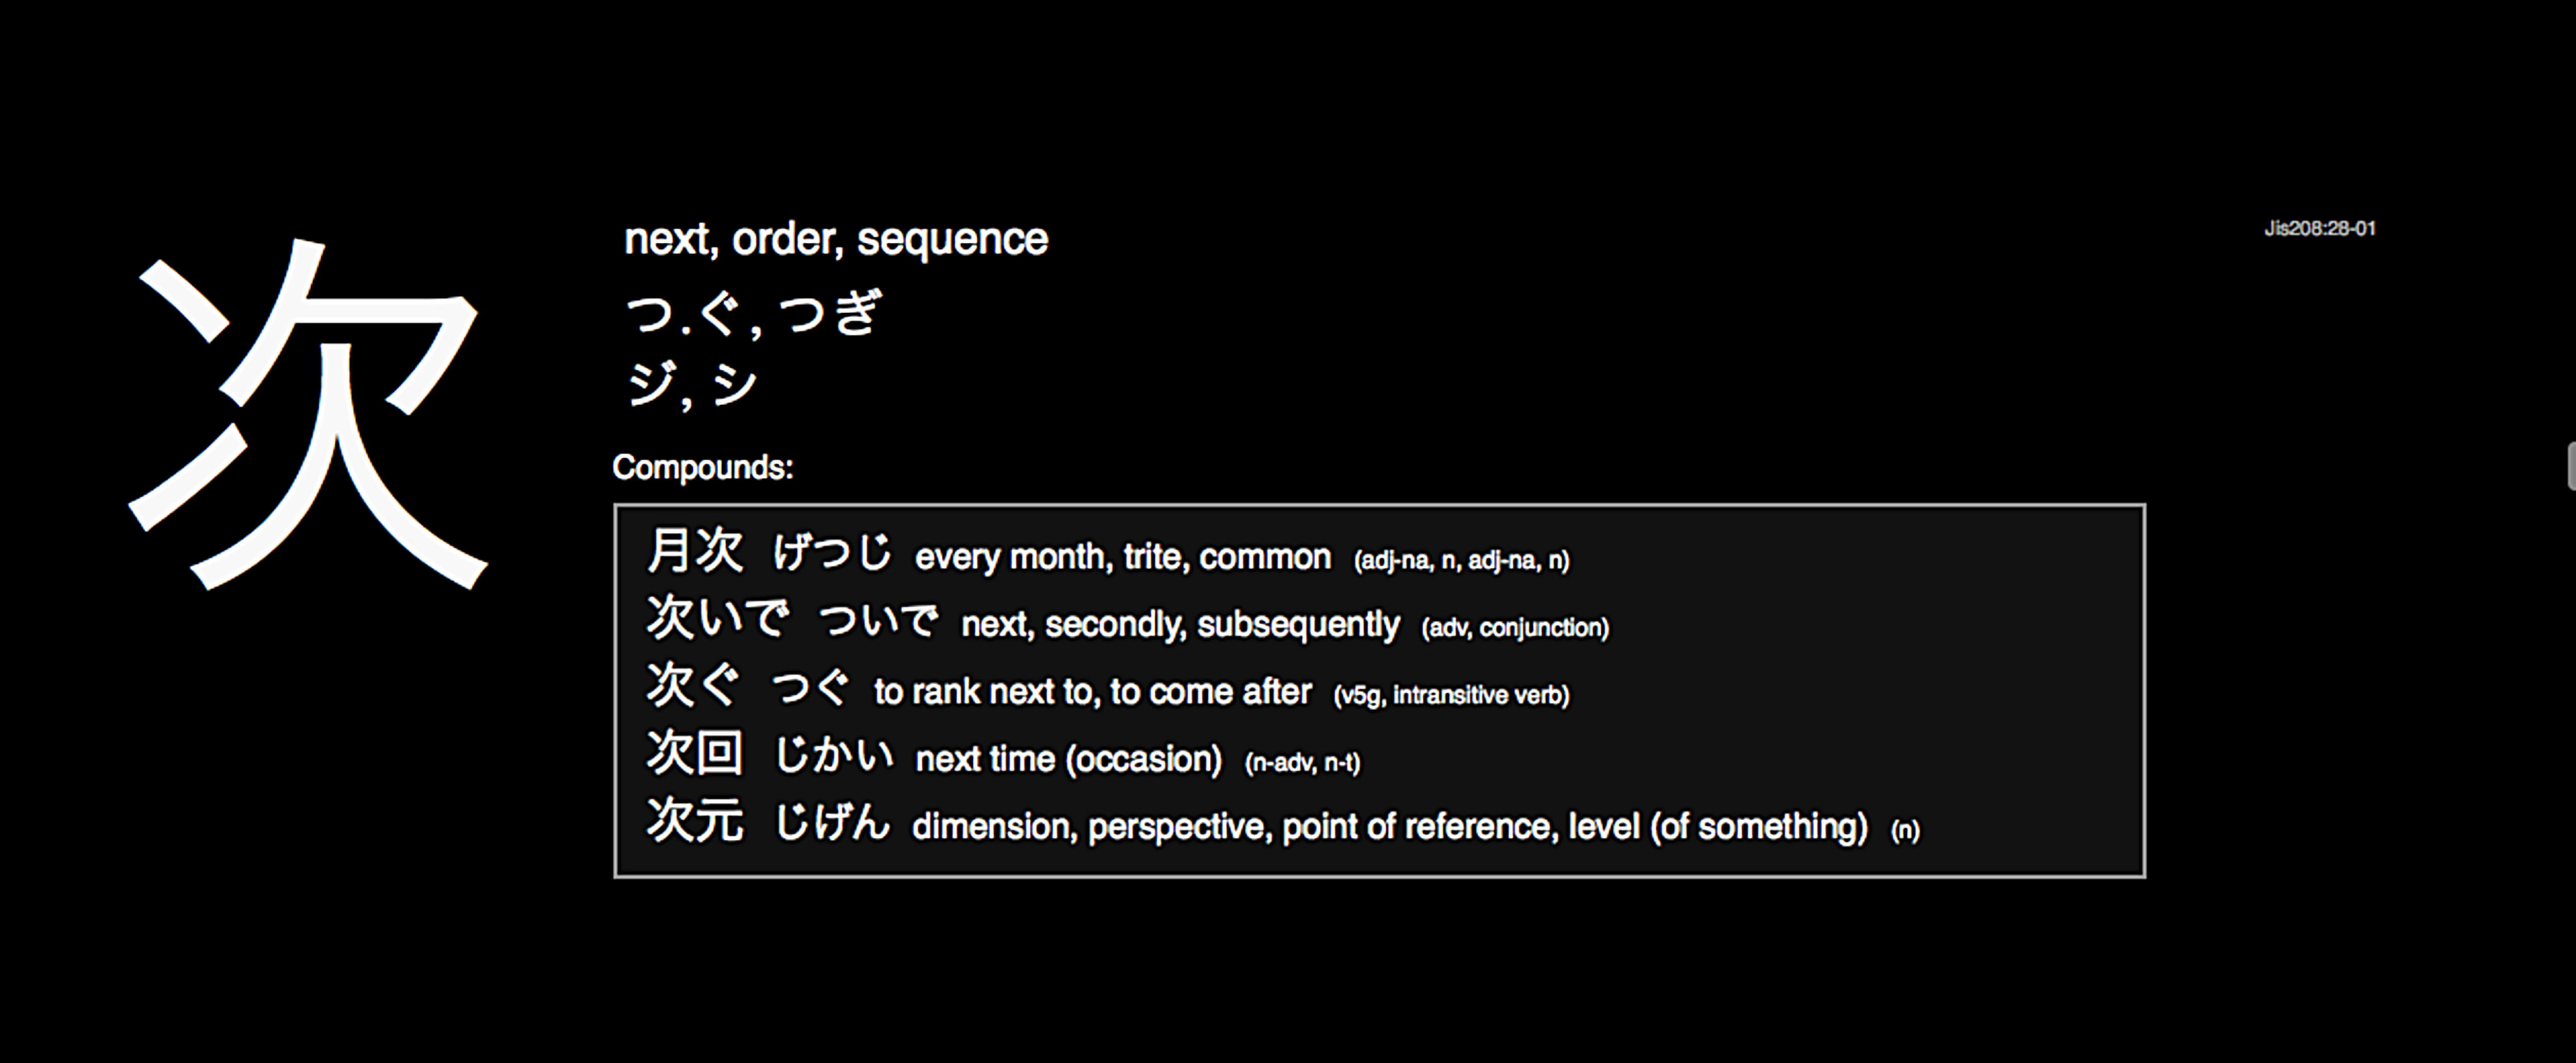 次
next, order, sequence
Jis208:28-01
つ.ぐ, つぎ
ジ, シ
Compounds:
月次 げつじ every month, trite, common (adj-na, n, adj-na, n)
次いで ついで next, secondly, subsequently (adv, conjunction)
次ぐ つぐ to rank next to, to come after (v5g, intransitive verb)
次回 じかい next time (occasion) (n-adv, n-t)
次元 じげん dimension, perspective, point of reference, level (of something) (n)